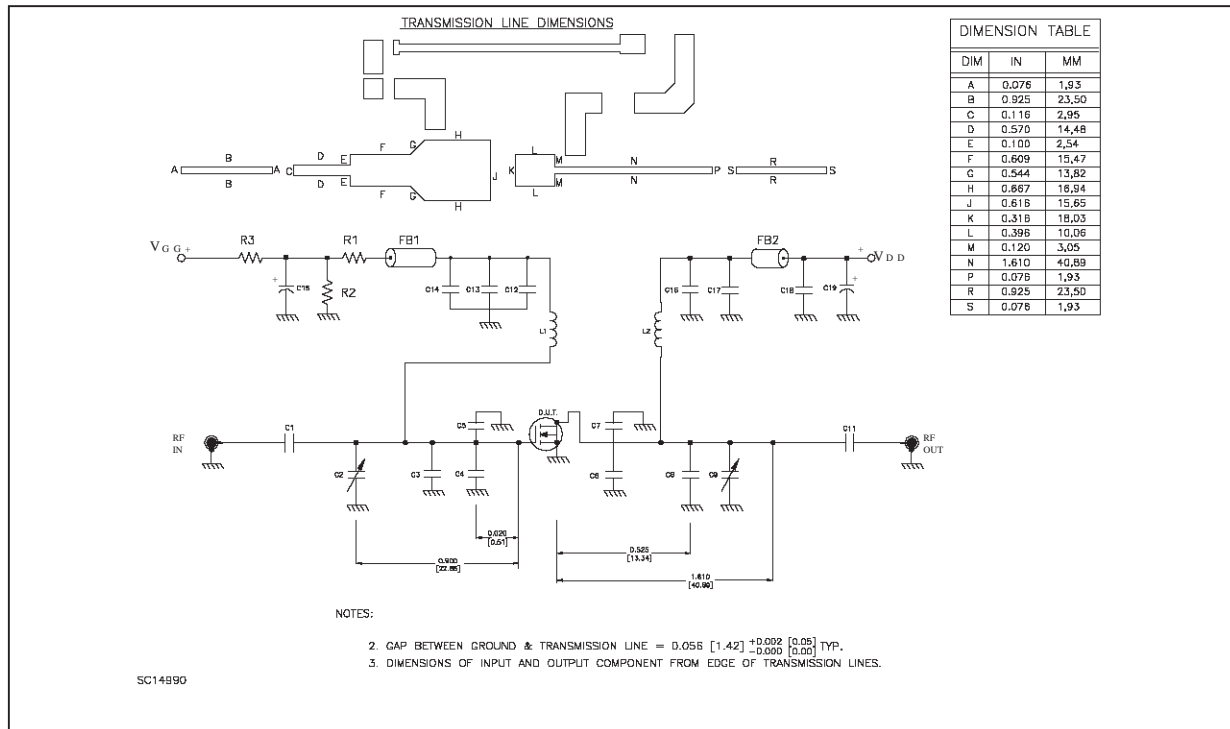 TRANSMISSION LINE DIMENSIONS
DIMENSION TABLE
DIM IN MM
A 0.076 1,93
B 0.925 23,50
C 0.116 2,95
D 0.570 14,48
E 0.100 2,54
F 0.609 15,47
G 0.544 13,82
H 0.667 16,94
J 0.616 15,65
K 0.316 18,03
L 0.396 10,06
M 0.120 3,05
N 1.610 40,89
P 0.076 1,93
R 0.925 23,50
S 0.076 1,93
H
F G L
B D E K M N R
A A C J P S S
B D E M N R
F G L
H
VGG+ R3 R1 FB1 FB2 + VDD
+ C15 R2 C14 C13 C12 C16 C17 C18 C19 +
L1 L2
D.U.T.
C5 C7
RF IN C1 C11 RF OUT
C2 C3 C4 C6 C8 C9
0.020
[0.51]
0.525
[13.34]
0.900
[22.86]
1.610
[40.89]
NOTES:
2. GAP BETWEEN GROUND & TRANSMISSION LINE = 0.056 [1.42] +0.002 [0.05] -0.000 [0.00] TYP.
3. DIMENSIONS OF INPUT AND OUTPUT COMPONENT FROM EDGE OF TRANSMISSION LINES.
SC14990